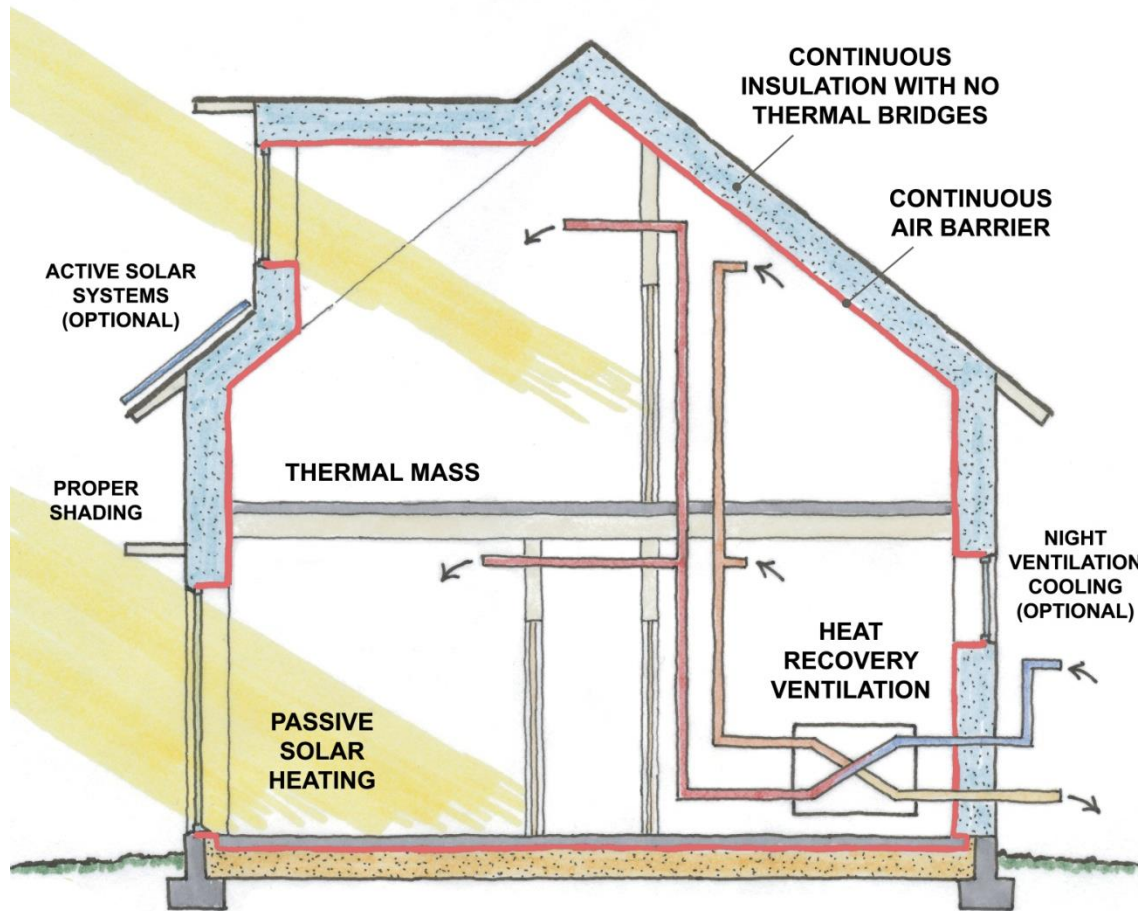 CONTINUOUS
INSULATION WITH NO
THERMAL BRIDGES
CONTINUOUS
AIR BARRIER
ACTIVE SOLAR
SYSTEMS
(OPTIONAL)
THERMAL MASS
PROPER
SHADING
NIGHT
VENTILATION
COOLING
(OPTIONAL)
HEAT
RECOVERY
VENTILATION
PASSIVE
SOLAR
HEATING